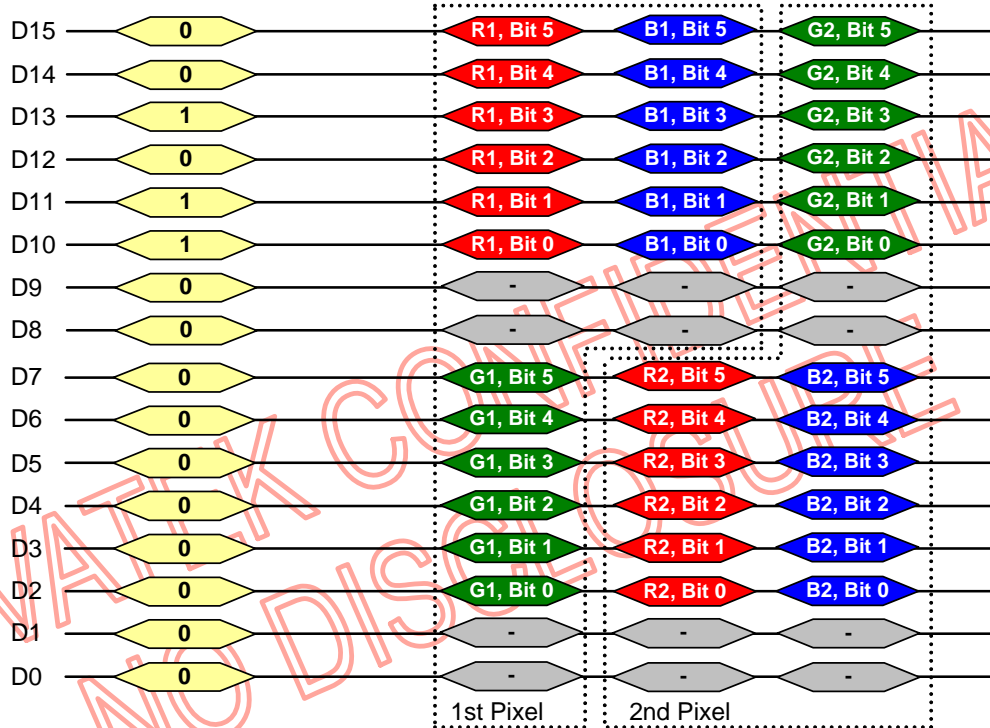 D15 0 R1, Bit 5 B1, Bit 5 G2, Bit 5
D14 0 R1, Bit 4 B1, Bit 4 G2, Bit 4
D13 1 R1, Bit 3 B1, Bit 3 G2, Bit 3
D12 0 R1, Bit 2 B1, Bit 2 G2, Bit 2
D11 1 R1, Bit 1 B1, Bit 1 G2, Bit 1
D10 1 R1, Bit 0 B1, Bit 0 G2, Bit 0
D9 0 - - -
D8 0 - - -
D7 0 G1, Bit 5 R2, Bit 5 B2, Bit 5
D6 0 G1, Bit 4 R2, Bit 4 B2, Bit 4
D5 0 G1, Bit 3 R2, Bit 3 B2, Bit 3
D4 0 G1, Bit 2 R2, Bit 2 B2, Bit 2
D3 0 G1, Bit 1 R2, Bit 1 B2, Bit 1
D2 0 G1, Bit 0 R2, Bit 0 B2, Bit 0
D1 0 - - -
D0 0 - - -
1st Pixel 2nd Pixel
VATEK CONFIDENTIA
NO DISCLOSURE